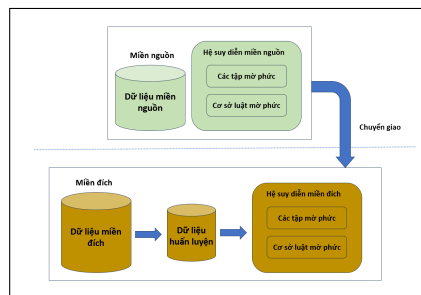 Miền nguồn
Dữ liệu miền
nguồn
Hệ suy diễn miền nguồn
Các tập mờ phức
Cơ sở luật mờ phức
Chuyển giao
Miền đích
Dữ liệu miền
đích
Dữ liệu
huấn luyện
Hệ suy diễn miền đích
Các tập mờ phức
Cơ sở luật mờ phức